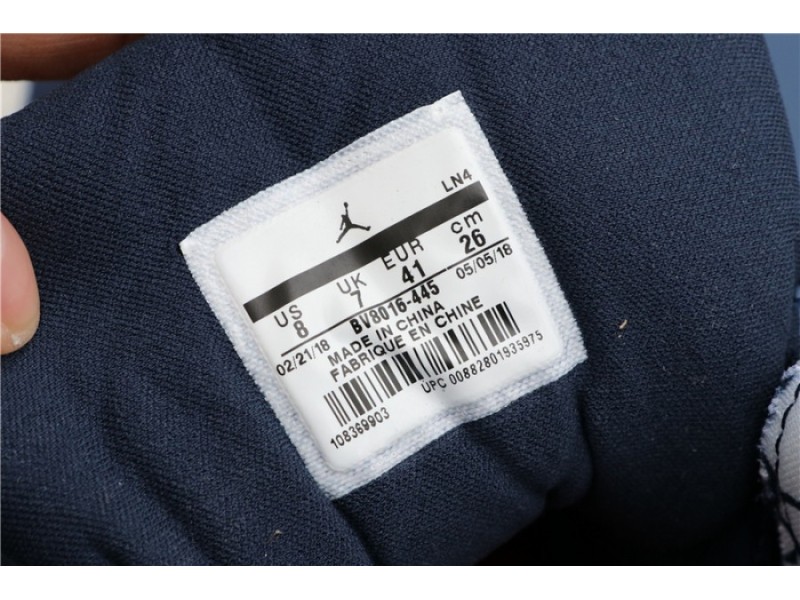 LN4
US UK EUR cm
8 7 41 26
02/21/18 BV8016-445 05/05/18
MADE IN CHINA
FABRIQUE EN CHINE
108369903 UPC 00882801935975